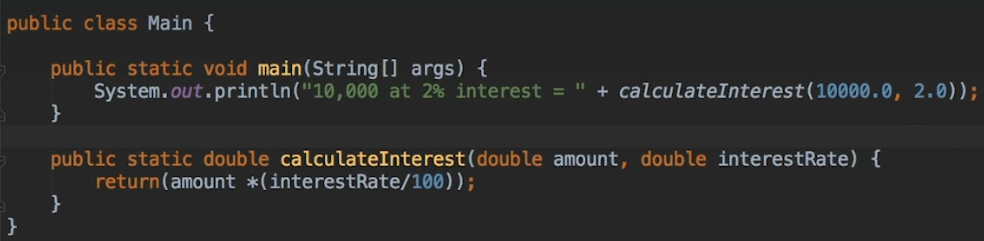 public class Main {
public static void main(String[] args) {
System.out.println("10,000 at 2% interest = " + calculateInterest(10000.0, 2.0));
}
public static double calculateInterest(double amount, double interestRate) {
return(amount *(interestRate/100));
}
}